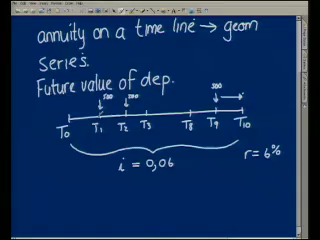 annuity on a time line → geom
series.
Future value of dep.
500 500 500
T0 T1 T2 T3 T8 T9 T10
i = 0,06 r = 6%